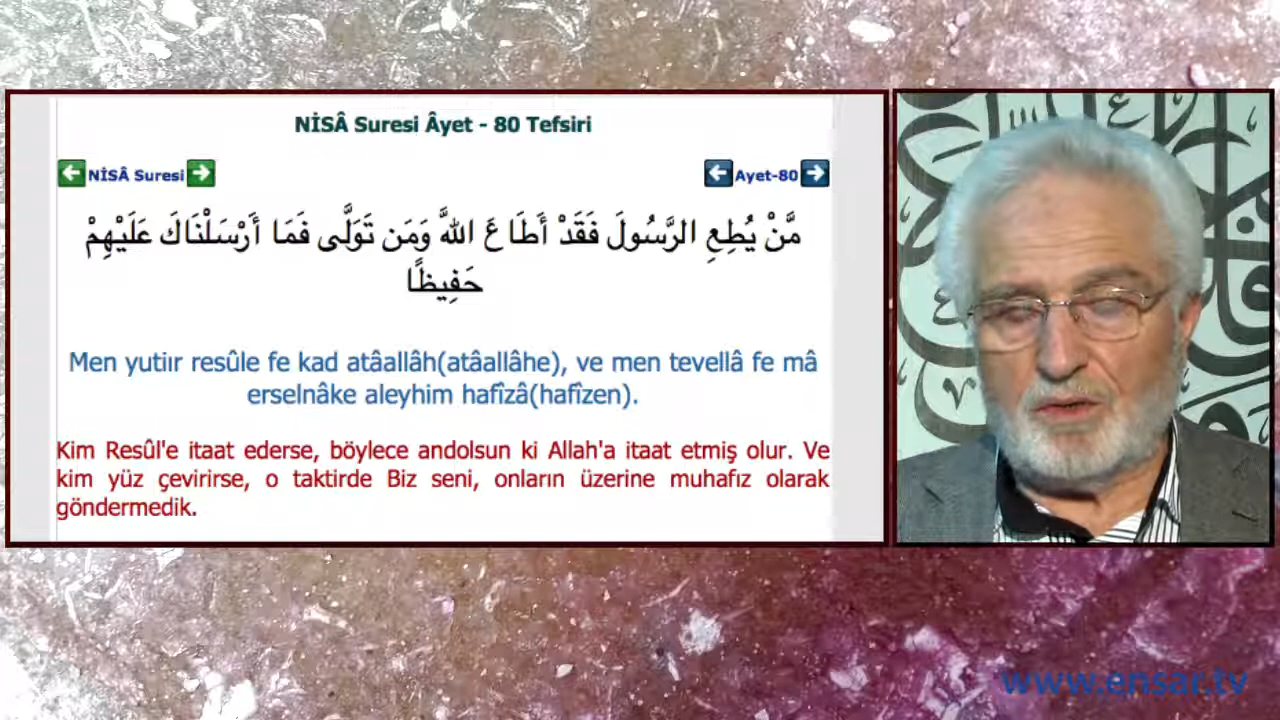 NİSÂ Suresi Âyet - 80 Tefsiri
NİSÂ Suresi
Ayet-80
مَّنْ يُطِعِ الرَّسُولَ فَقَدْ أَطَاعَ اللّهَ وَمَن تَوَلَّى فَمَا أَرْسَلْنَاكَ عَلَيْهِمْ
حَفِيظًا
Men yutiır resûle fe kad atâallâh(atâallâhe), ve men tevellâ fe mâ
erselnâke aleyhim hafîzâ(hafîzen).
Kim Resûl'e itaat ederse, böylece andolsun ki Allah'a itaat etmiş olur. Ve
kim yüz çevirirse, o taktirde Biz seni, onların üzerine muhafız olarak
göndermedik.
www.ensar.tv